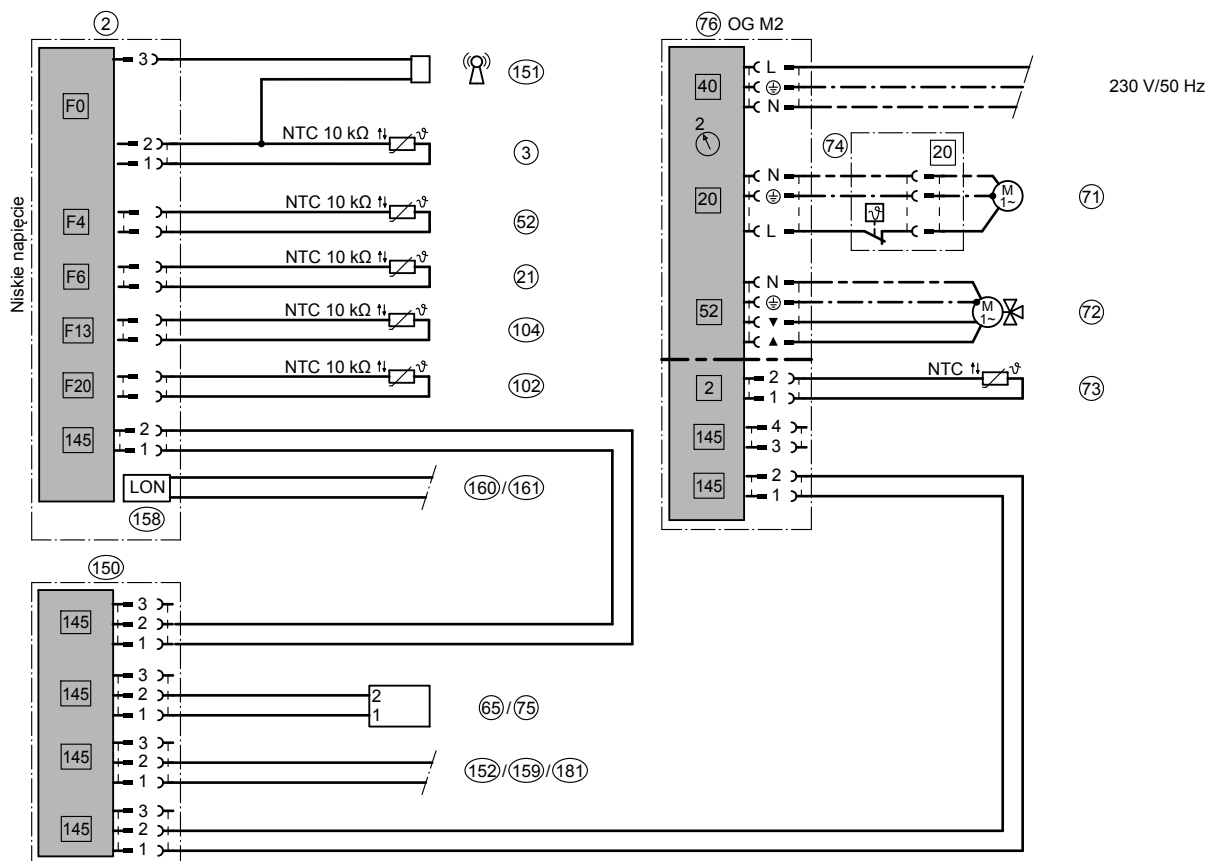 2
76 OG M2
3
151
L
40
230 V/50 Hz
F0
N
2
2
NTC 10 kΩ
ϑ
3
1
74
20
N
M
1~
71
F4
NTC 10 kΩ
ϑ
52
20
ϑ
L
Niskie napięcie
F6
NTC 10 kΩ
ϑ
21
N
F13
NTC 10 kΩ
ϑ
104
52
M
1~
72
▼
▲
F20
NTC 10 kΩ
ϑ
102
2
2
NTC
ϑ
73
1
145
2
1
145
4
3
LON
160/161
145
2
1
158
150
145
3
2
1
145
3
2
1
2
1
65/75
145
3
2
1
152/159/181
145
3
2
1